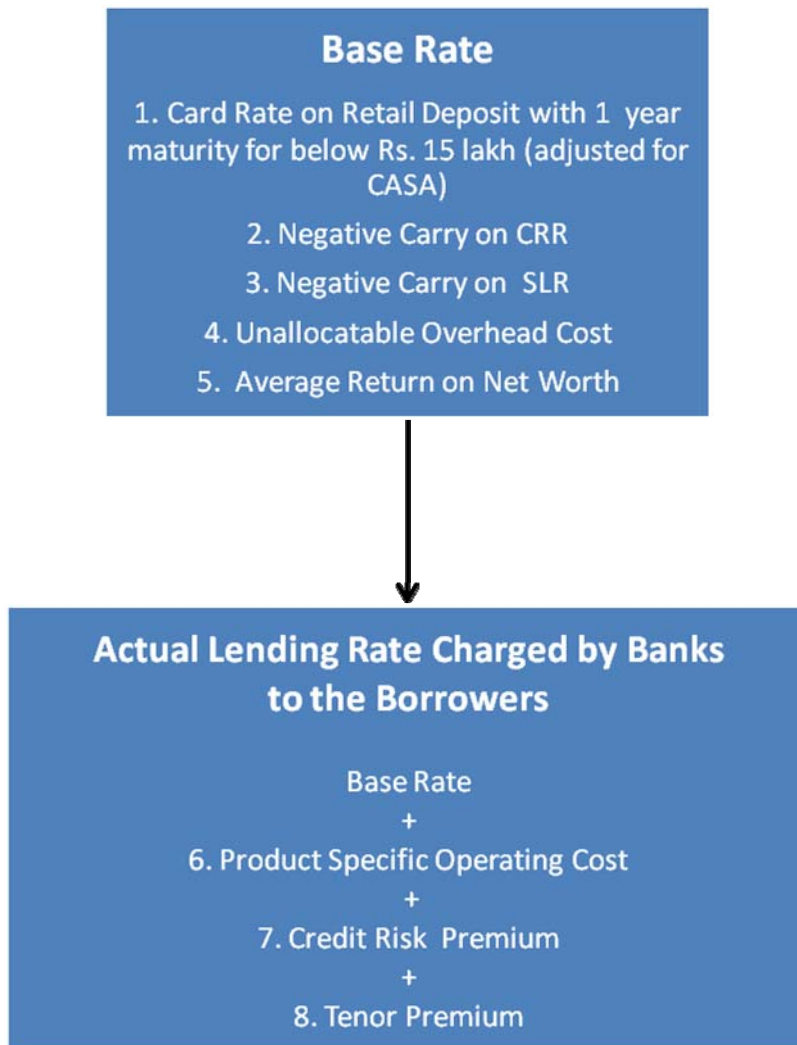 Base Rate
1. Card Rate on Retail Deposit with 1 year
maturity for below Rs. 15 lakh (adjusted for
CASA)
2. Negative Carry on CRR
3. Negative Carry on SLR
4. Unallocatable Overhead Cost
5. Average Return on Net Worth
Actual Lending Rate Charged by Banks
to the Borrowers
Base Rate
+
6. Product Specific Operating Cost
+
7. Credit Risk Premium
+
8. Tenor Premium